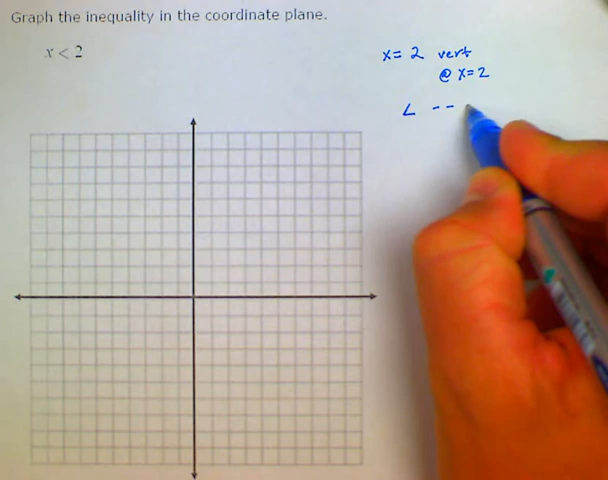 Graph the inequality in the coordinate plane.
x < 2
x = 2 vert
@ x = 2
< - - -